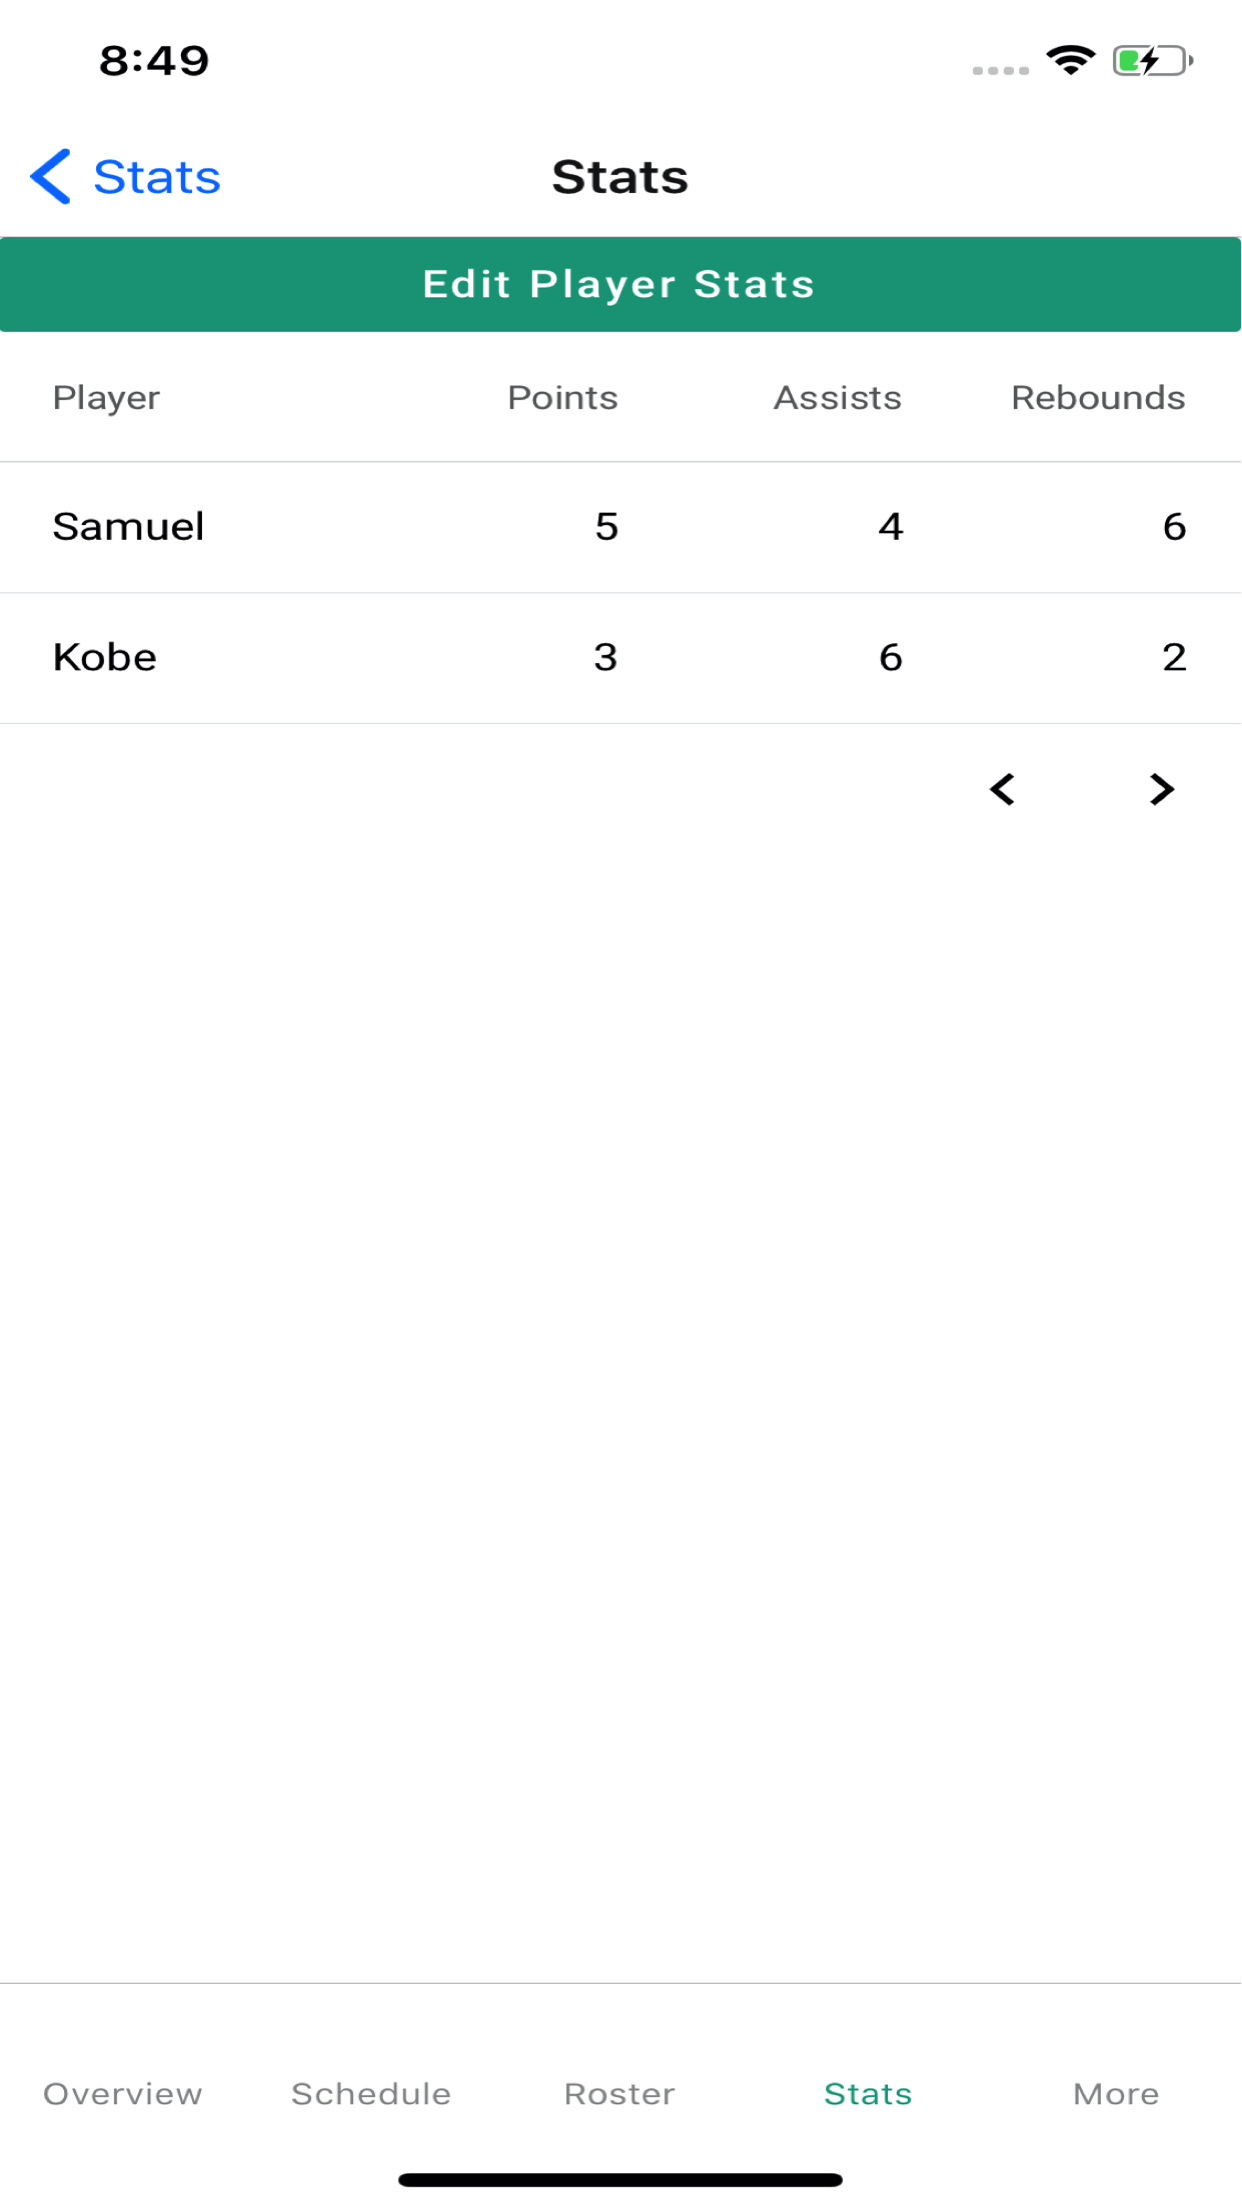 8:49
Stats
Stats
Edit Player Stats
Player Points Assists Rebounds
Samuel 5 4 6
Kobe 3 6 2
Overview Schedule Roster Stats More